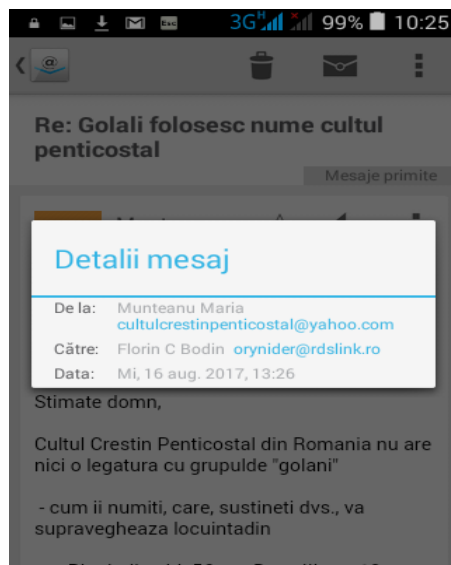 Esc 3G H 99% 10:25
@
Re: Golali folosesc nume cultul
penticostal
Mesaje primite
Detalii mesaj
De la: Munteanu Maria
cultulcrestinpenticostal@yahoo.com
Către: Florin C Bodin orynider@rdslink.ro
Data: Mi, 16 aug. 2017, 13:26
Stimate domn,
Cultul Crestin Penticostal din Romania nu are
nici o legatura cu grupulde "golani"
- cum ii numiti, care, sustineti dvs., va
supravegheaza locuintadin